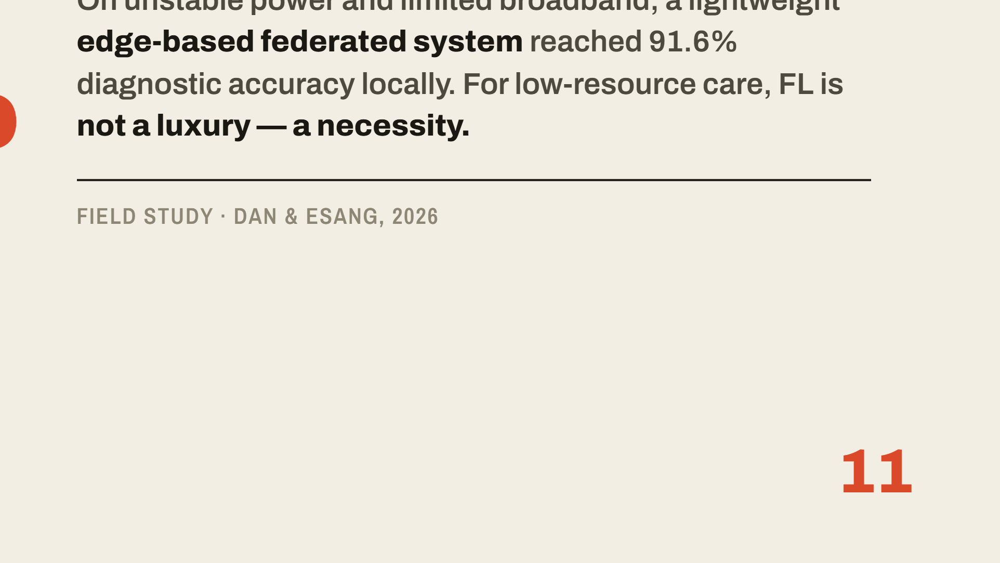 On unstable power and limited broadband, a lightweight
edge-based federated system reached 91.6%
diagnostic accuracy locally. For low-resource care, FL is
not a luxury — a necessity.
FIELD STUDY · DAN & ESANG, 2026
11